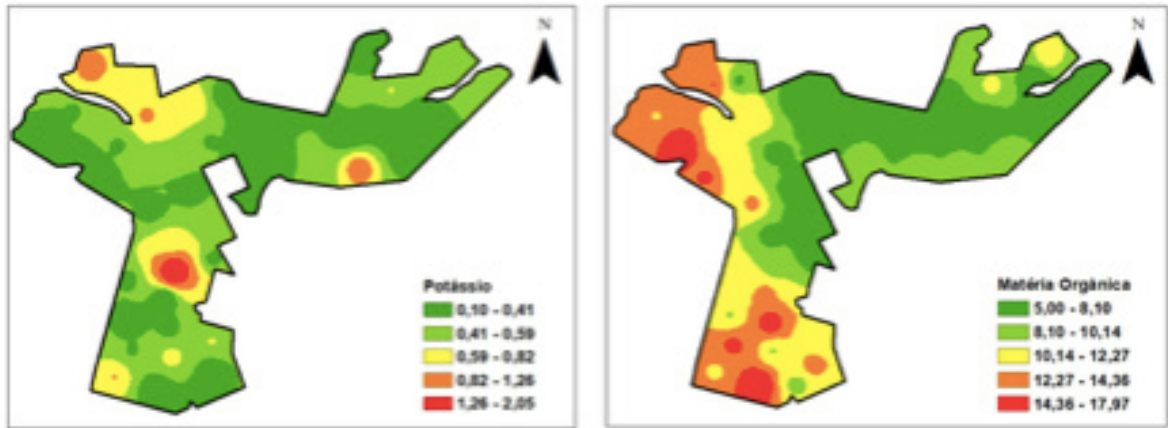 N
Potássio
0,10 - 0,41
0,41 - 0,59
0,59 - 0,82
0,82 - 1,26
1,26 - 2,05
N
Matéria Orgânica
5,00 - 8,10
8,10 - 10,14
10,14 - 12,27
12,27 - 14,36
14,36 - 17,97